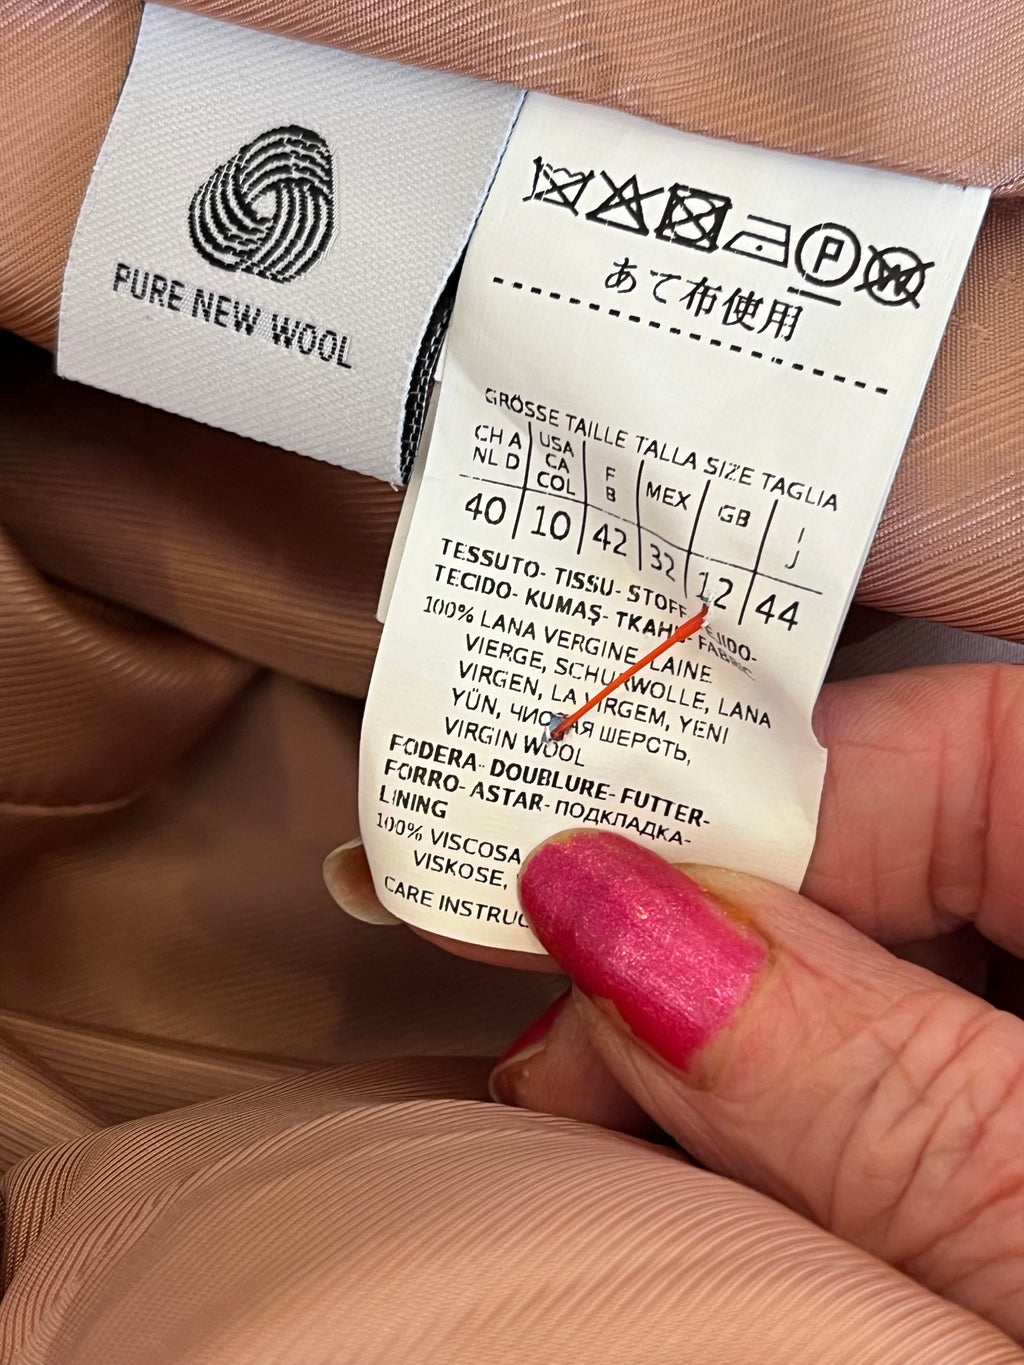 PURE NEW WOOL
P W
あて布使用
GRÖSSE TAILLE TALLA SIZE TAGLIA
CH A NL D USA CA COL F B MEX GB I J
40 10 42 32 12 44
TESSUTO- TISSU- STOFF- TEJIDO-
TECIDO- KUMAŞ- TKAHь- FABRIC
100% LANA VERGINE, LAINE
VIERGE, SCHURWOLLE, LANA
VIRGEN, LA VIRGEM, YENI
YÜN, ЧИСТАЯ ШЕРСТЬ,
VIRGIN WOOL
FODERA- DOUBLURE- FUTTER-
FORRO- ASTAR- ПОДКЛАДКА-
LINING
100% VISCOSA
VISKOSE,
CARE INSTRUC